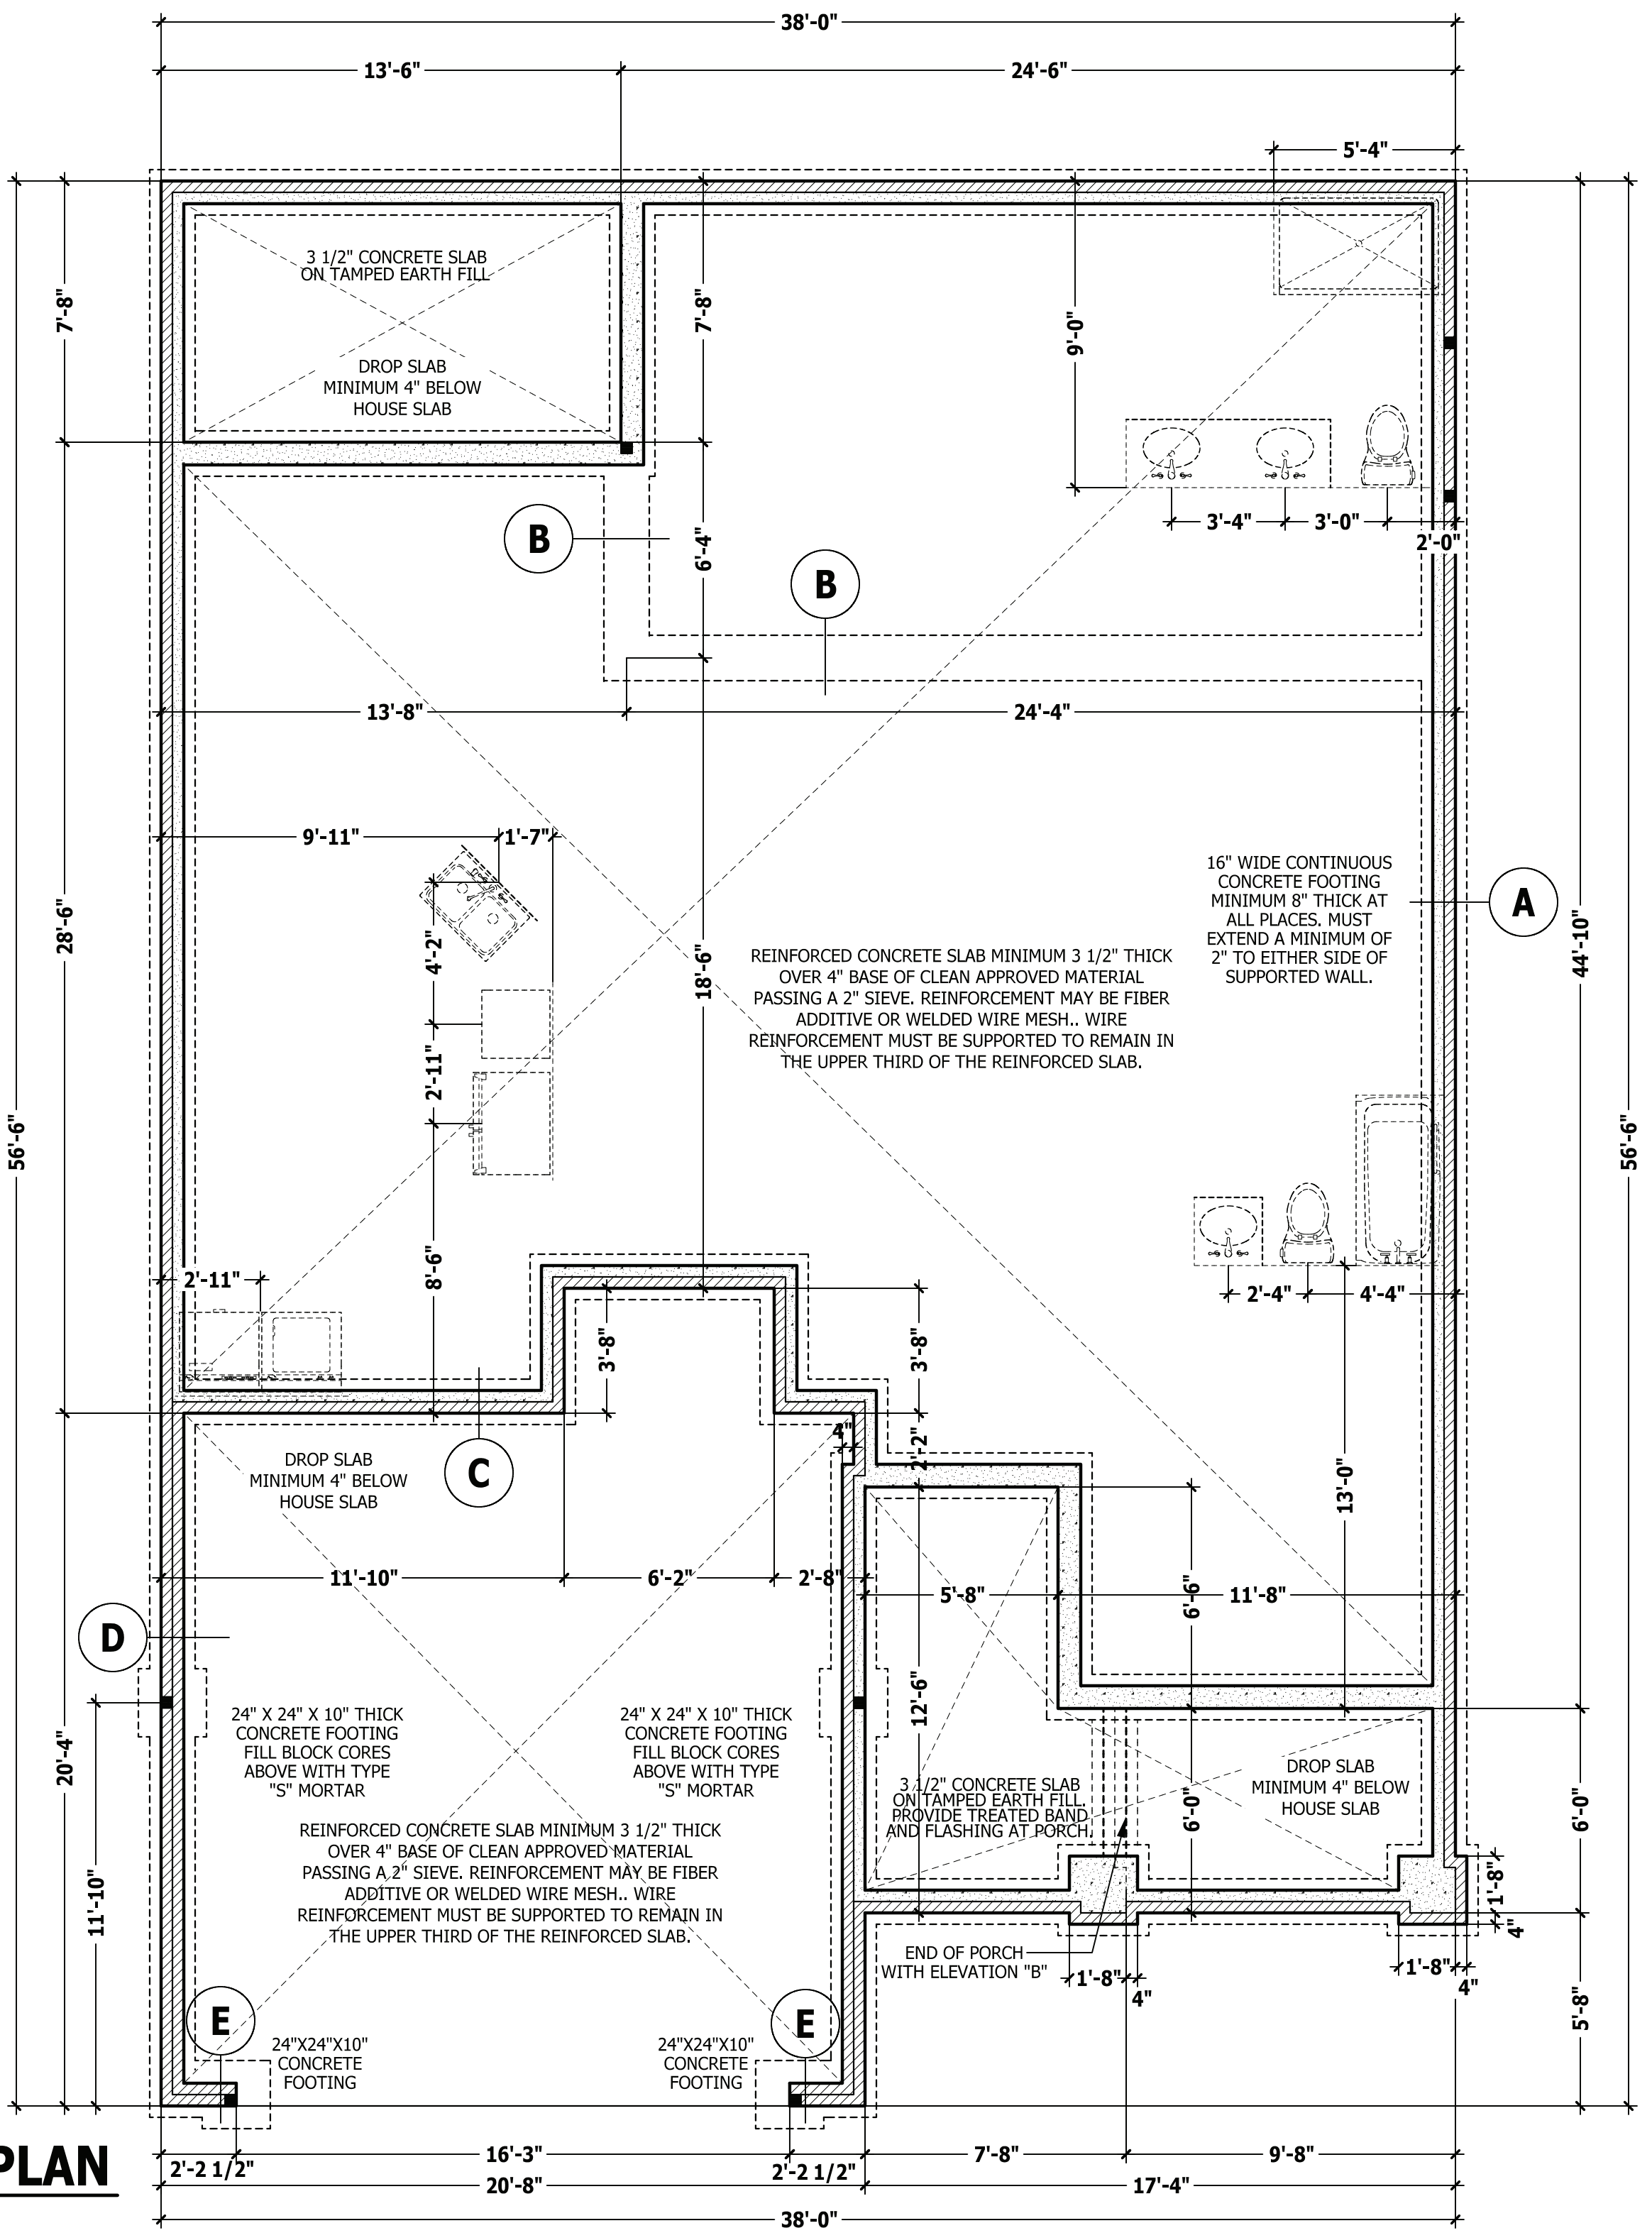 38'-0"
13'-6"
24'-6"
5'-4"
3 1/2" CONCRETE SLAB
ON TAMPED EARTH FILL
7'-8"
7'-8"
9'-0"
DROP SLAB
MINIMUM 4" BELOW
HOUSE SLAB
3'-4"
3'-0"
2'-0"
B
6'-4"
B
13'-8"
24'-4"
9'-11"
1'-7"
16" WIDE CONTINUOUS
CONCRETE FOOTING
MINIMUM 8" THICK AT
ALL PLACES. MUST
EXTEND A MINIMUM OF
2" TO EITHER SIDE OF
SUPPORTED WALL.
A
28'-6"
4'-2"
18'-6"
44'-10"
REINFORCED CONCRETE SLAB MINIMUM 3 1/2" THICK
OVER 4" BASE OF CLEAN APPROVED MATERIAL
PASSING A 2" SIEVE. REINFORCEMENT MAY BE FIBER
ADDITIVE OR WELDED WIRE MESH.. WIRE
REINFORCEMENT MUST BE SUPPORTED TO REMAIN IN
THE UPPER THIRD OF THE REINFORCED SLAB.
2'-11"
56'-6"
56'-6"
8'-6"
2'-11"
2'-4"
4'-4"
3'-8"
3'-8"
4"
2'-2"
DROP SLAB
MINIMUM 4" BELOW
HOUSE SLAB
C
13'-0"
11'-10"
6'-2"
2'-8"
5'-8"
6'-6"
11'-8"
D
12'-6"
20'-4"
24" X 24" X 10" THICK
CONCRETE FOOTING
FILL BLOCK CORES
ABOVE WITH TYPE
"S" MORTAR
24" X 24" X 10" THICK
CONCRETE FOOTING
FILL BLOCK CORES
ABOVE WITH TYPE
"S" MORTAR
3 1/2" CONCRETE SLAB
ON TAMPED EARTH FILL.
PROVIDE TREATED BAND
AND FLASHING AT PORCH.
6'-0"
DROP SLAB
MINIMUM 4" BELOW
HOUSE SLAB
6'-0"
REINFORCED CONCRETE SLAB MINIMUM 3 1/2" THICK
OVER 4" BASE OF CLEAN APPROVED MATERIAL
PASSING A 2" SIEVE. REINFORCEMENT MAY BE FIBER
ADDITIVE OR WELDED WIRE MESH.. WIRE
REINFORCEMENT MUST BE SUPPORTED TO REMAIN IN
THE UPPER THIRD OF THE REINFORCED SLAB.
11'-10"
1'-8"
4"
END OF PORCH
WITH ELEVATION "B"
1'-8"
4"
1'-8"
4"
5'-8"
E
E
24"X24"X10"
CONCRETE
FOOTING
24"X24"X10"
CONCRETE
FOOTING
PLAN
2'-2 1/2"
16'-3"
2'-2 1/2"
7'-8"
9'-8"
20'-8"
17'-4"
38'-0"